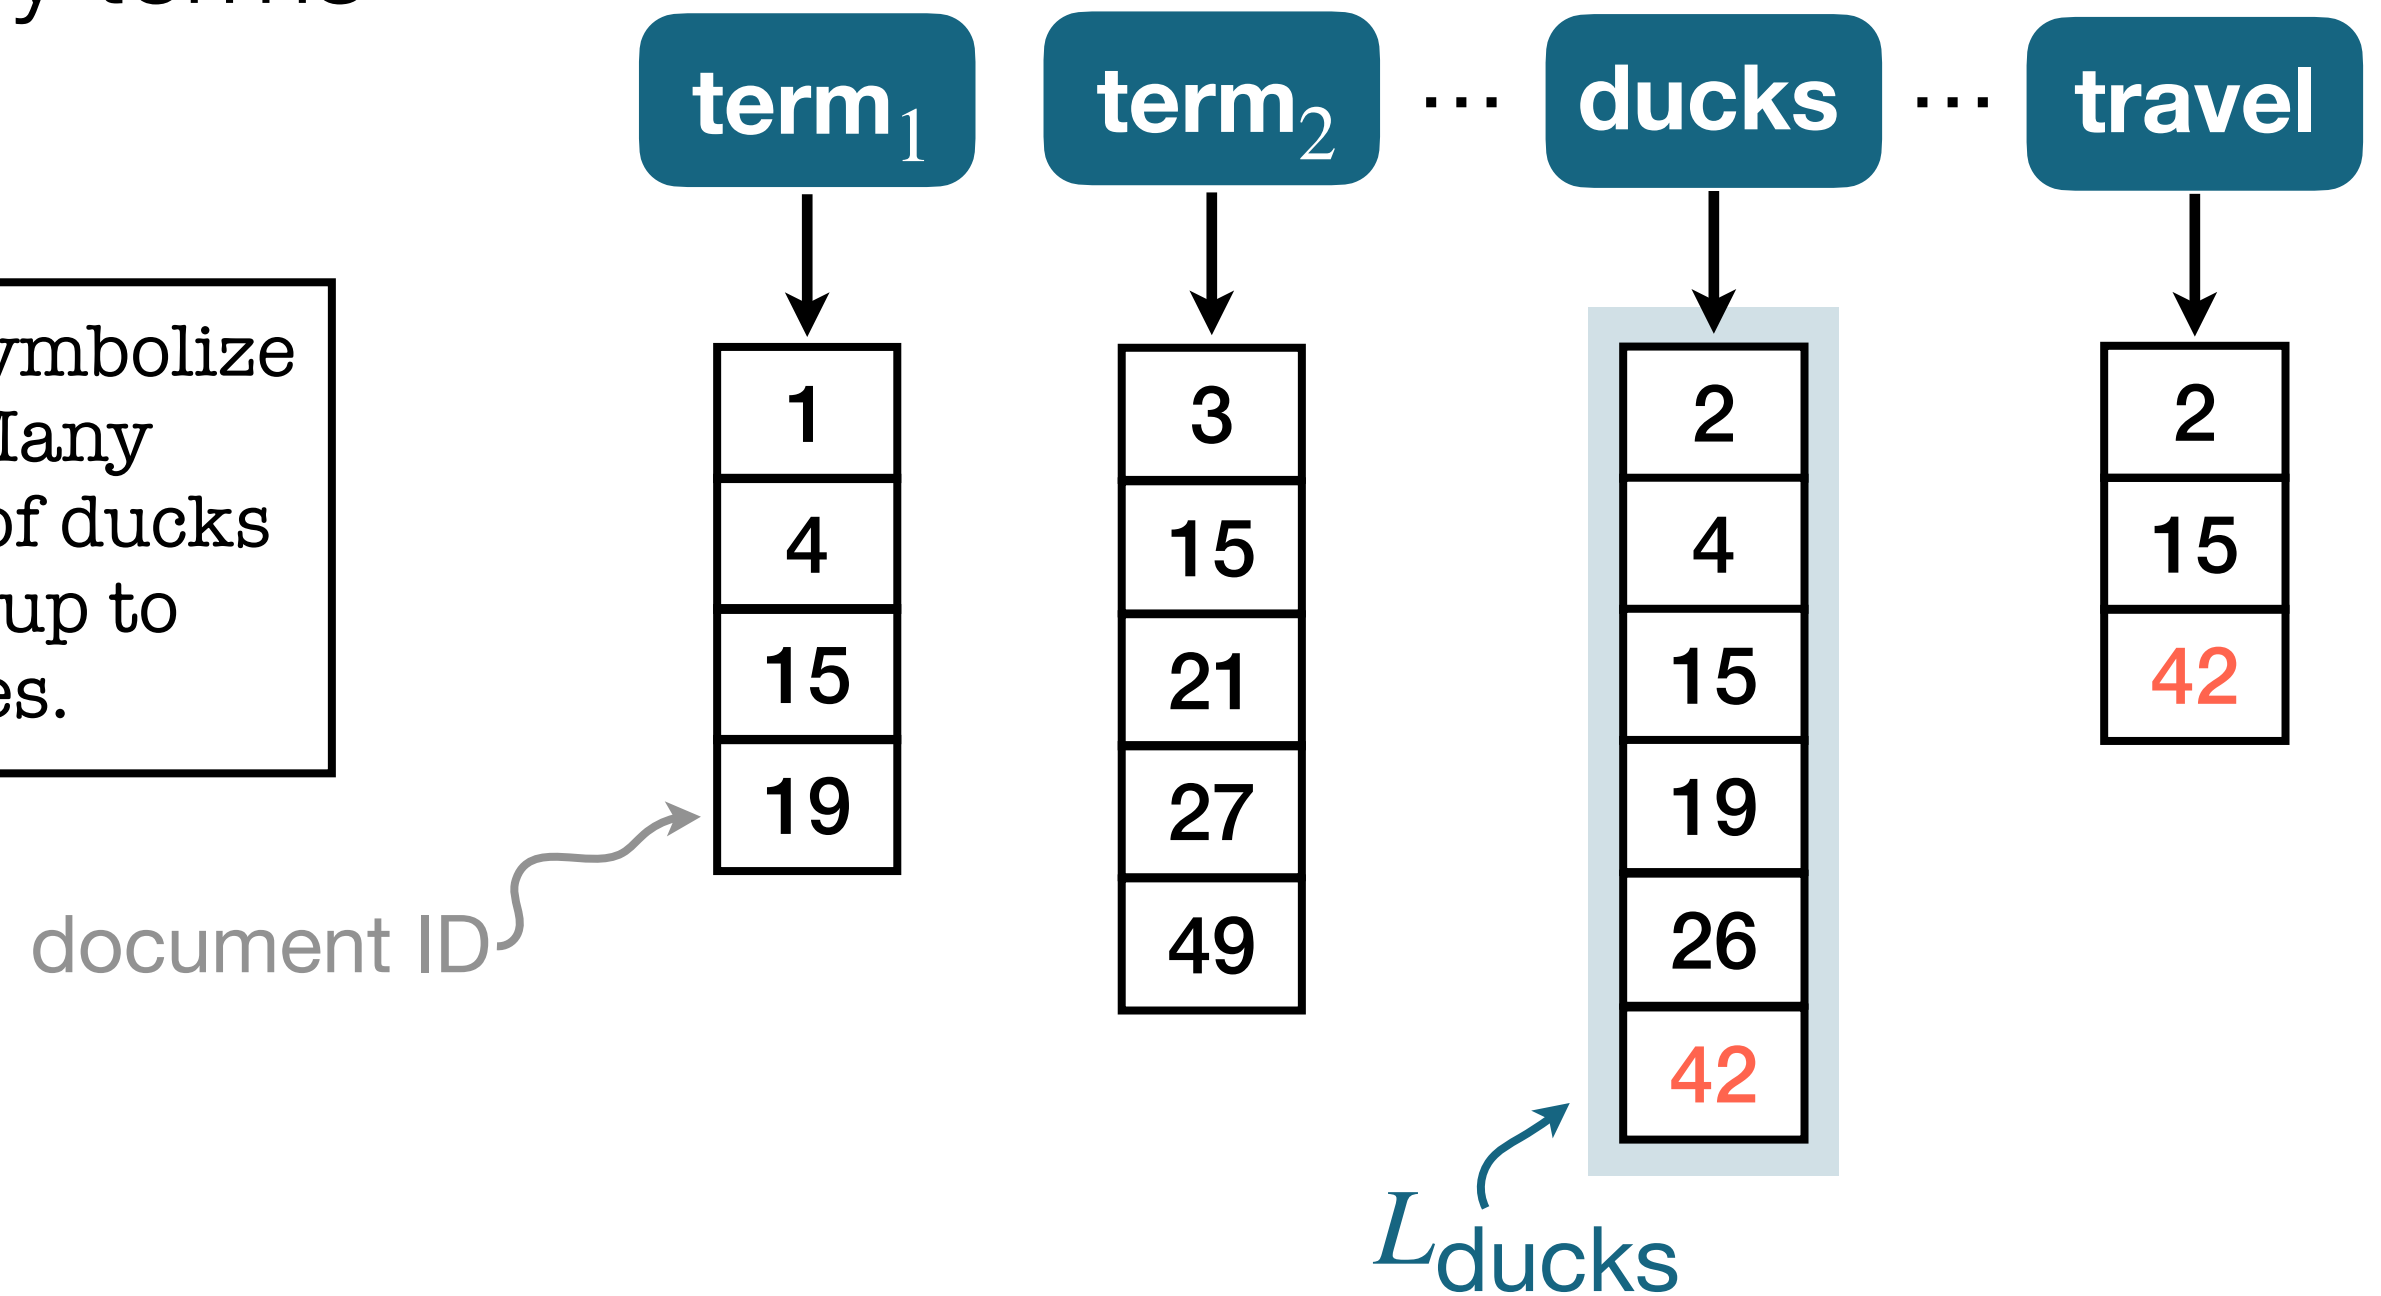 term1 term2 ... ducks ... travel
ymbolize
any
of ducks
up to
es.
1 3 2 2
4 15 4 15
15 21 15 42
19 27 19
49 26
42
document ID
Lducks